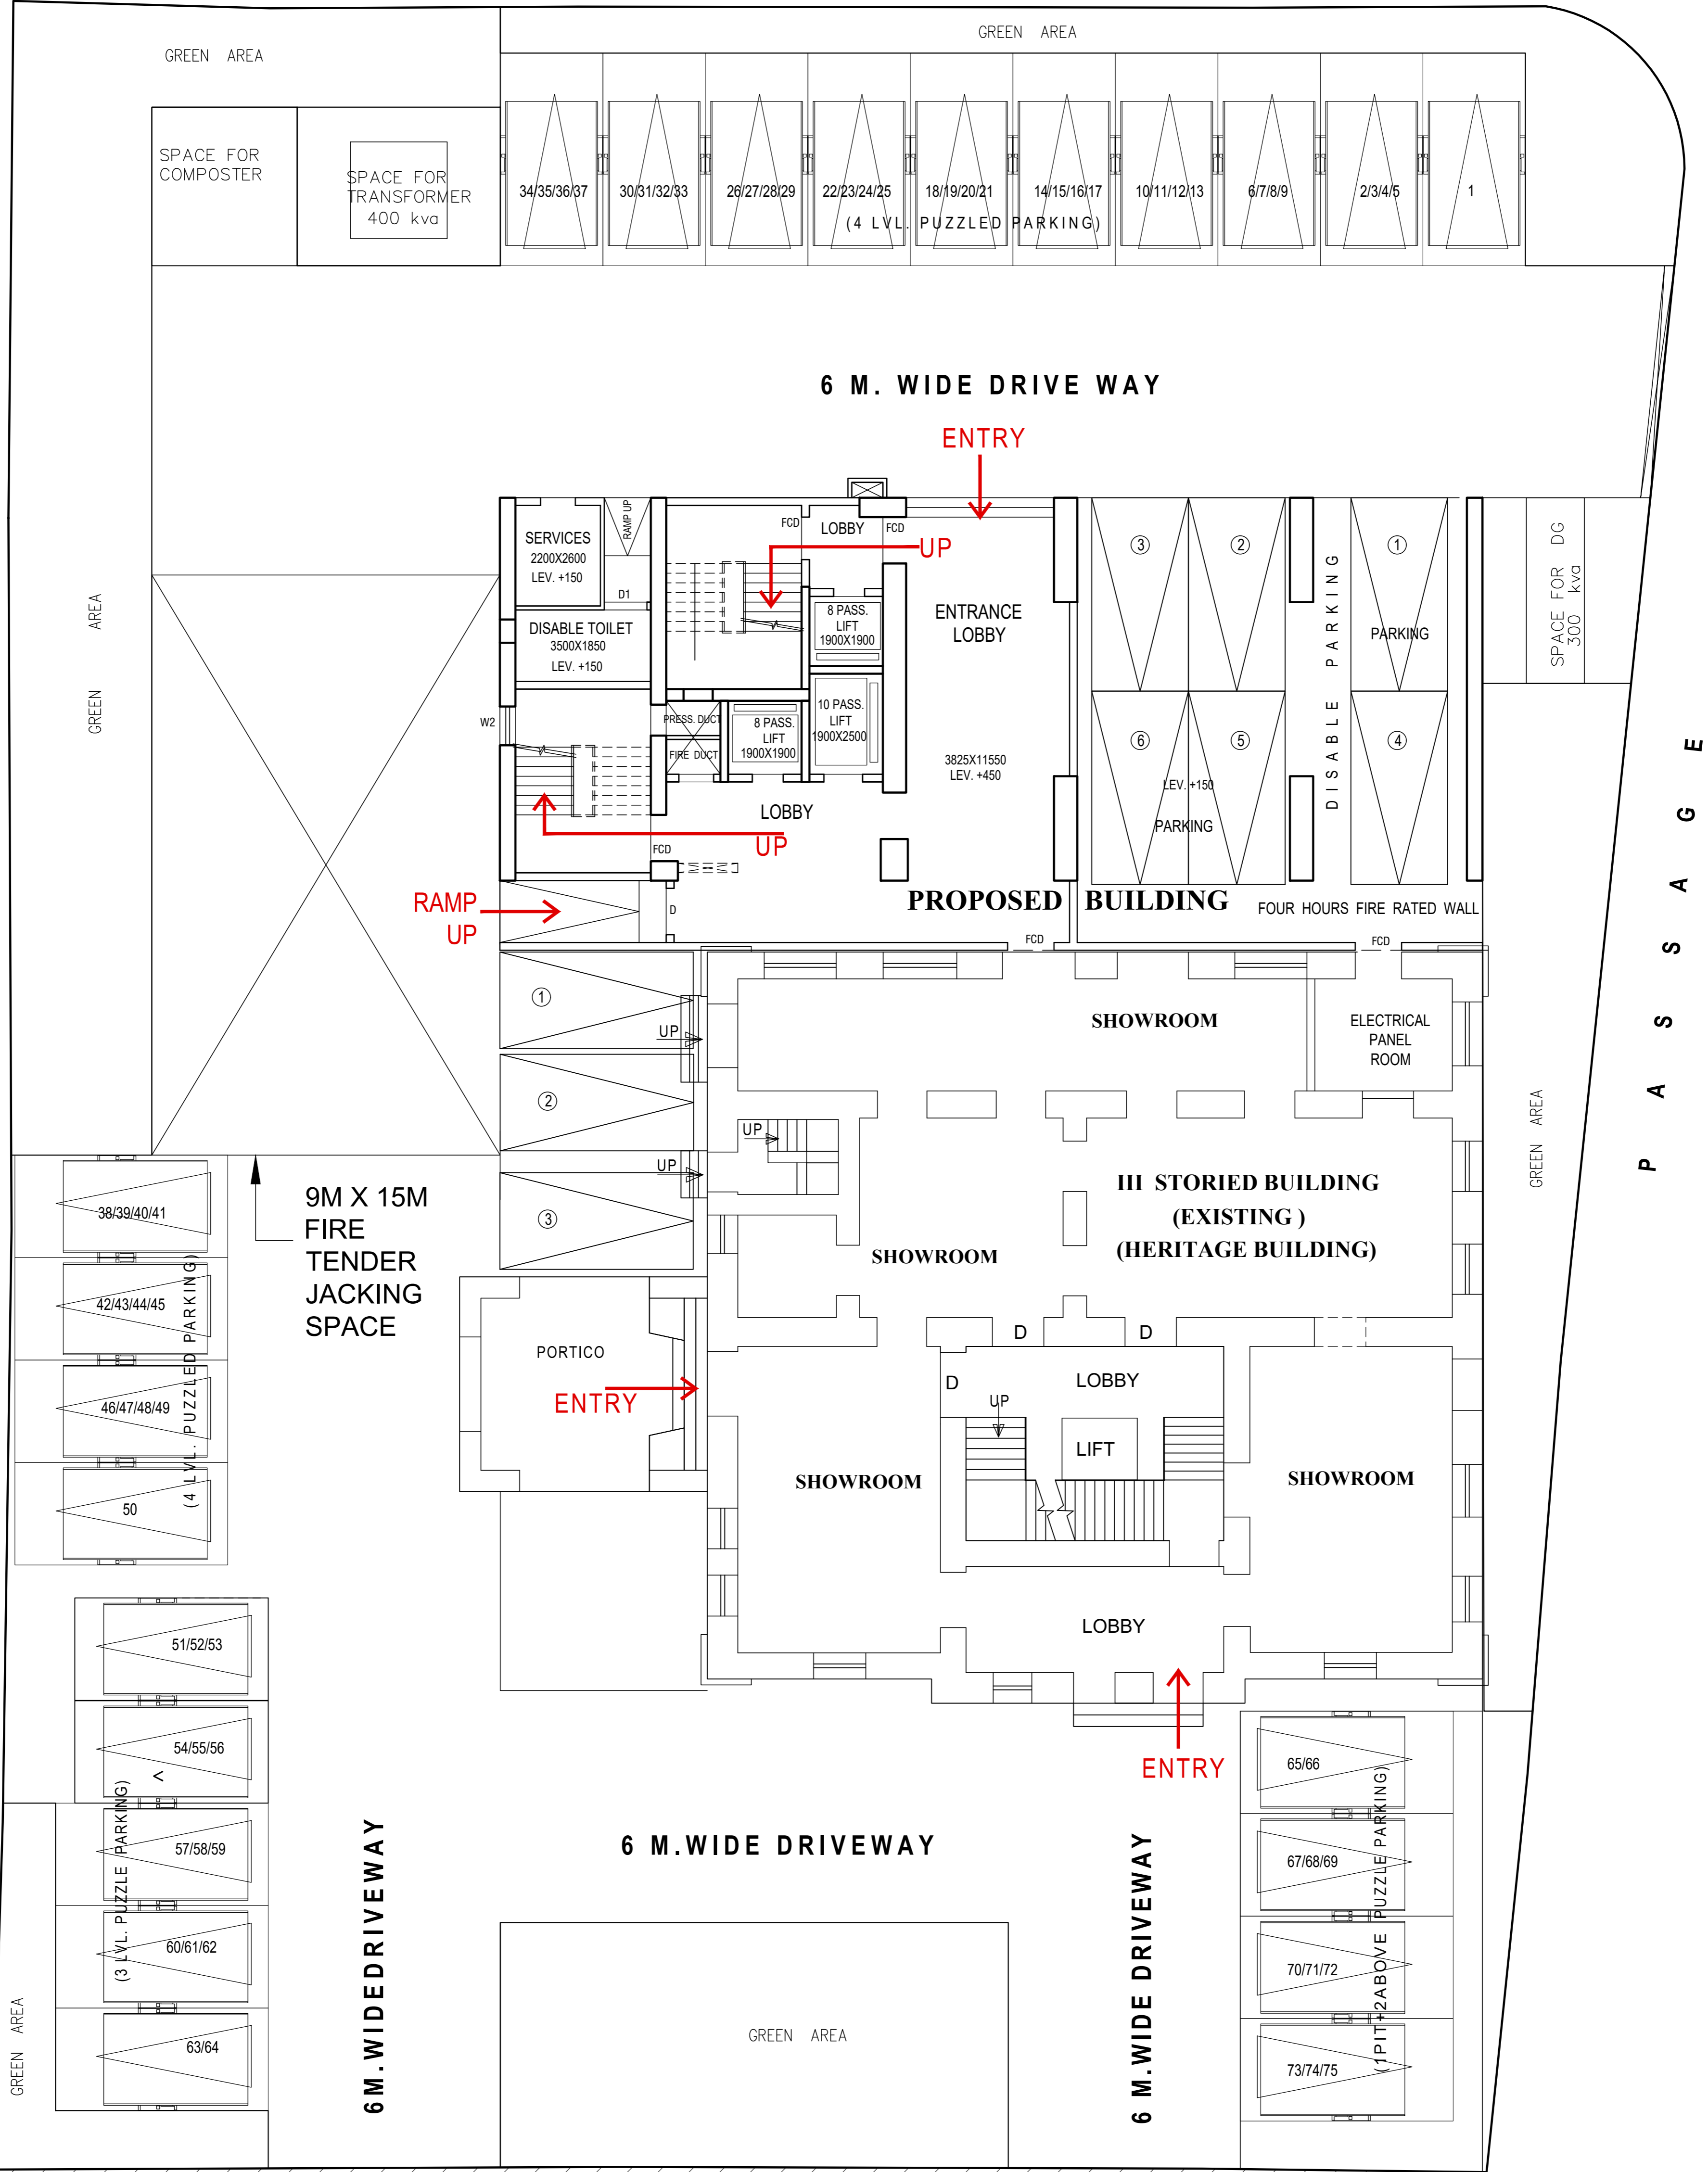 GREEN AREA
GREEN AREA
SPACE FOR
COMPOSTER
SPACE FOR
TRANSFORMER
400 kva
34/35/36/37
30/31/32/33
26/27/28/29
22/23/24/25
18/19/20/21
14/15/16/17
10/11/12/13
6/7/8/9
2/3/4/5
1
(4 LVL. PUZZLED PARKING)
6 M. WIDE DRIVE WAY
ENTRY
SERVICES
2200X2600
LEV. +150
RAMP UP
D1
FCD
LOBBY
FCD
UP
8 PASS.
LIFT
1900X1900
ENTRANCE
LOBBY
3
2
1
PARKING
DISABLE PARKING
SPACE FOR DG
300 kva
DISABLE TOILET
3500X1850
LEV. +150
GREEN AREA
W2
PRESS. DUCT
FIRE DUCT
8 PASS.
LIFT
1900X1900
10 PASS.
LIFT
1900X2500
3825X11550
LEV. +450
6
5
4
LEV. +150
PARKING
LOBBY
UP
FCD
PASSAGE
RAMP
UP
D
PROPOSED BUILDING
FOUR HOURS FIRE RATED WALL
FCD
FCD
1
UP
SHOWROOM
ELECTRICAL
PANEL
ROOM
2
UP
UP
3
GREEN AREA
III STORIED BUILDING
(EXISTING )
(HERITAGE BUILDING)
SHOWROOM
9M X 15M
FIRE
TENDER
JACKING
SPACE
38/39/40/41
42/43/44/45
46/47/48/49
50
(4 LVL. PUZZLED PARKING)
PORTICO
ENTRY
D
D
D
LOBBY
UP
LIFT
SHOWROOM
SHOWROOM
LOBBY
ENTRY
51/52/53
54/55/56
57/58/59
60/61/62
63/64
(3 LVL. PUZZLE PARKING)
GREEN AREA
6M.WIDEDRIVEWAY
6 M.WIDE DRIVEWAY
6 M.WIDE DRIVEWAY
GREEN AREA
65/66
67/68/69
70/71/72
73/74/75
(1PIT+2ABOVE PUZZLE PARKING)